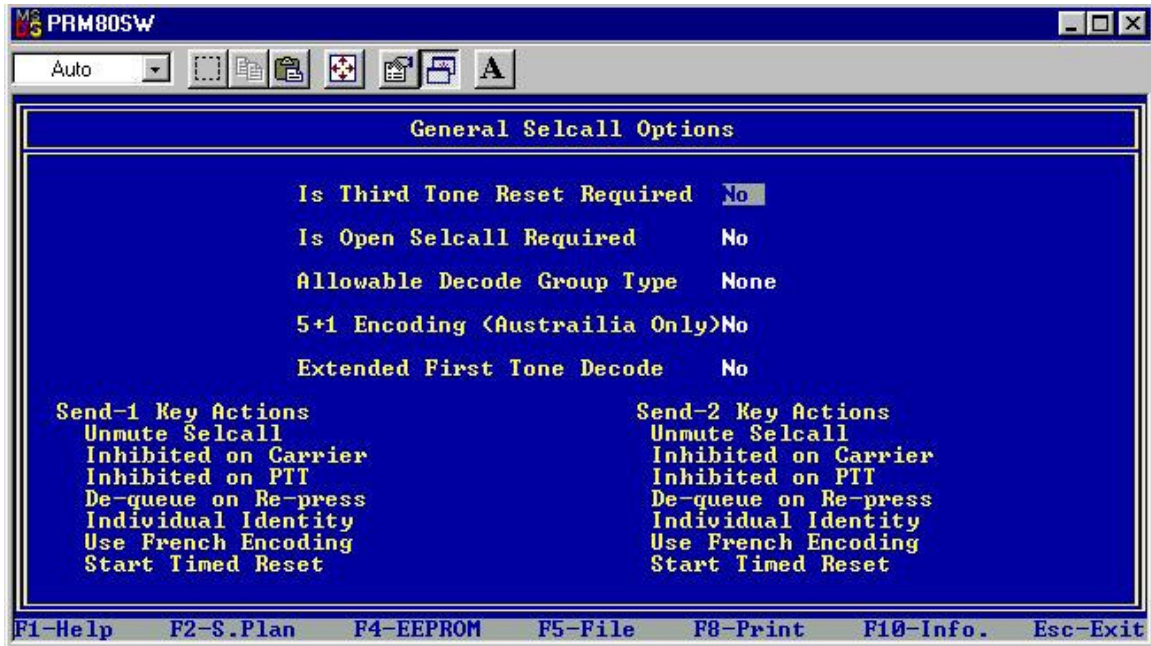 PRM80SW
Auto
A
General Selcall Options
Is Third Tone Reset Required No
Is Open Selcall Required No
Allowable Decode Group Type None
5+1 Encoding (Austrailia Only)No
Extended First Tone Decode No
Send-1 Key Actions
Unmute Selcall
Inhibited on Carrier
Inhibited on PTT
De-queue on Re-press
Individual Identity
Use French Encoding
Start Timed Reset
Send-2 Key Actions
Unmute Selcall
Inhibited on Carrier
Inhibited on PTT
De-queue on Re-press
Individual Identity
Use French Encoding
Start Timed Reset
F1-Help F2-S.Plan F4-EEPROM F5-File F8-Print F10-Info. Esc-Exit